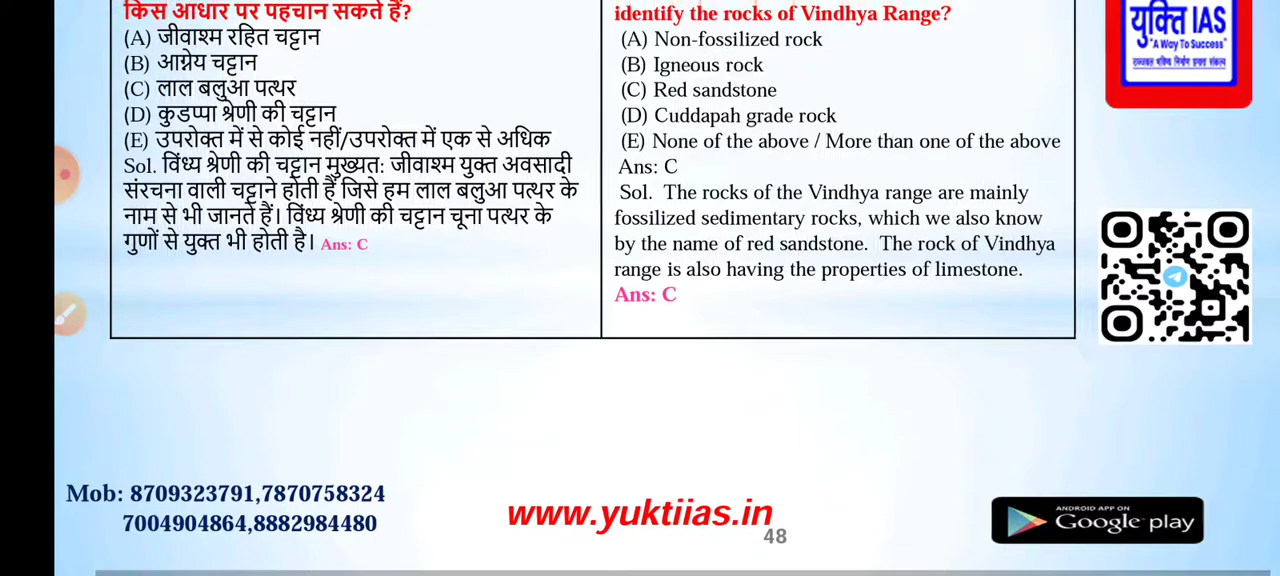 किस आधार पर पहचान सकते हैं?
(A) जीवाश्म रहित चट्टान
(B) आग्नेय चट्टान
(C) लाल बलुआ पत्थर
(D) कुडप्पा श्रेणी की चट्टान
(E) उपरोक्त में से कोई नहीं/उपरोक्त में एक से अधिक
Sol. विंध्य श्रेणी की चट्टान मुख्यत: जीवाश्म युक्त अवसादी
संरचना वाली चट्टाने होती हैं जिसे हम लाल बलुआ पत्थर के
नाम से भी जानते हैं। विंध्य श्रेणी की चट्टान चूना पत्थर के
गुणों से युक्त भी होती है। Ans: C
identify the rocks of Vindhya Range?
(A) Non-fossilized rock
(B) Igneous rock
(C) Red sandstone
(D) Cuddapah grade rock
(E) None of the above / More than one of the above
Ans: C
Sol. The rocks of the Vindhya range are mainly
fossilized sedimentary rocks, which we also know
by the name of red sandstone. The rock of Vindhya
range is also having the properties of limestone.
Ans: C
युक्ति IAS
"A Way To Success"
Mob: 8709323791,7870758324
7004904864,8882984480
www.yuktiias.in
48
ANDROID APP ON
Google play